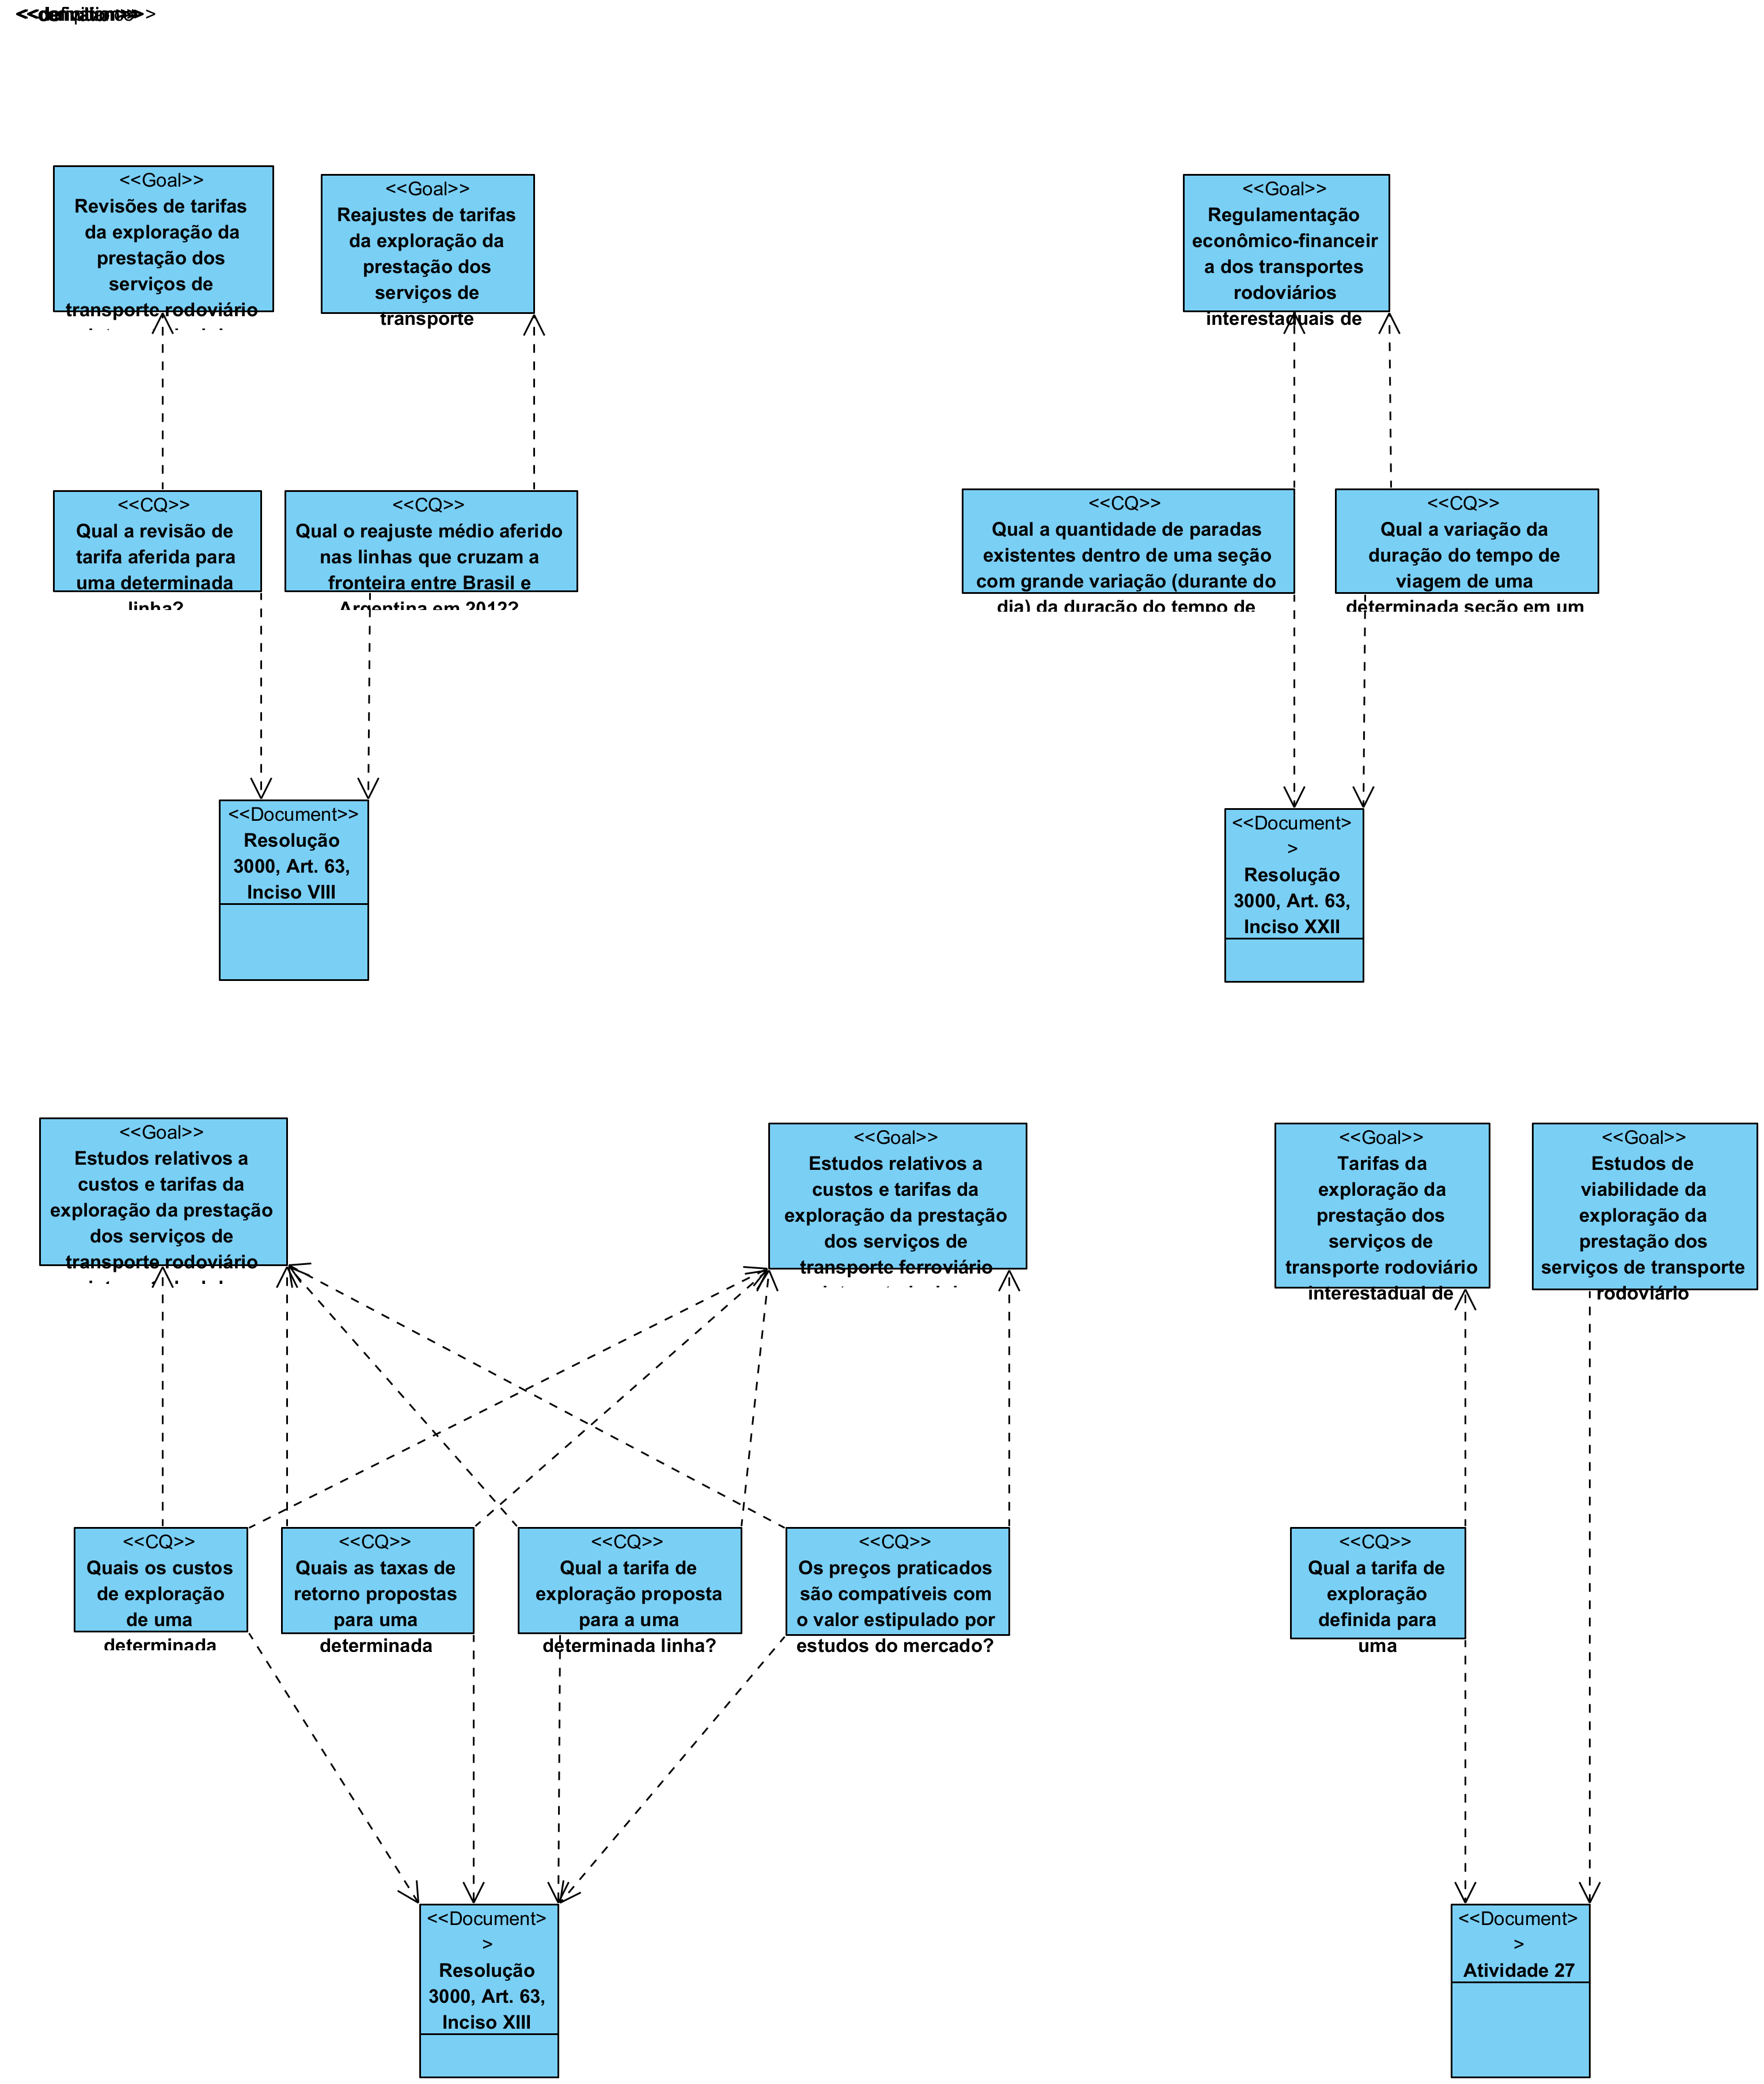 <<Goal>>
Revisões de tarifas
da exploração da
prestação dos
serviços de
transporte rodoviário
<<Goal>>
Reajustes de tarifas
da exploração da
prestação dos
serviços de
transporte
<<Goal>>
Regulamentação
econômico-financeir
a dos transportes
rodoviários
interestaduais de
<<CQ>>
Qual a revisão de
tarifa aferida para
uma determinada
linha?
<<CQ>>
Qual o reajuste médio aferido
nas linhas que cruzam a
fronteira entre Brasil e
Argentina em 2012?
<<CQ>>
Qual a quantidade de paradas
existentes dentro de uma seção
com grande variação (durante do
dia) da duração do tempo de
<<CQ>>
Qual a variação da
duração do tempo de
viagem de uma
determinada seção em um
<<Document>>
Resolução
3000, Art. 63,
Inciso VIII
<<Document>
>
Resolução
3000, Art. 63,
Inciso XXII
<<Goal>>
Estudos relativos a
custos e tarifas da
exploração da prestação
dos serviços de
transporte rodoviário
<<Goal>>
Estudos relativos a
custos e tarifas da
exploração da prestação
dos serviços de
transporte ferroviário
<<Goal>>
Tarifas da
exploração da
prestação dos
serviços de
transporte rodoviário
interestadual de
<<Goal>>
Estudos de
viabilidade da
exploração da
prestação dos
serviços de transporte
rodoviário
<<CQ>>
Quais os custos
de exploração
de uma
determinada
<<CQ>>
Quais as taxas de
retorno propostas
para uma
determinada
<<CQ>>
Qual a tarifa de
exploração proposta
para a uma
determinada linha?
<<CQ>>
Os preços praticados
são compatíveis com
o valor estipulado por
estudos do mercado?
<<CQ>>
Qual a tarifa de
exploração
definida para
uma
<<Document>
>
Resolução
3000, Art. 63,
Inciso XIII
<<Document>
>
Atividade 27